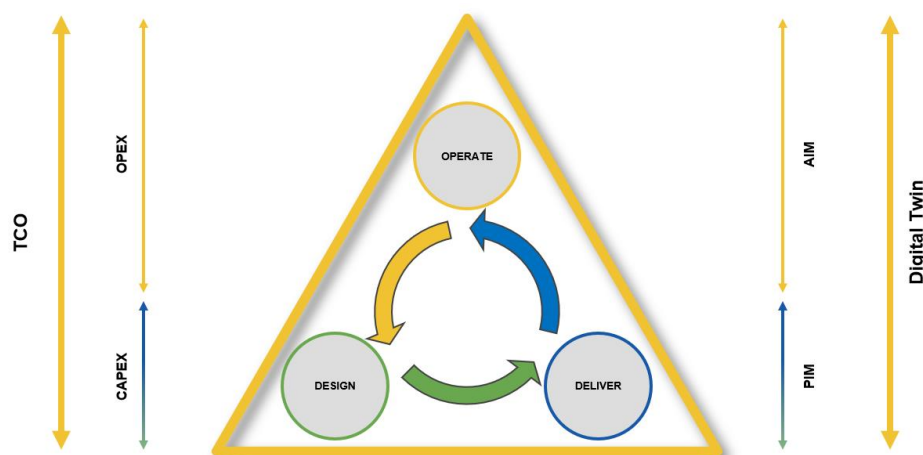 TCO
OPEX
CAPEX
OPERATE
DESIGN
DELIVER
AIM
PIM
Digital Twin